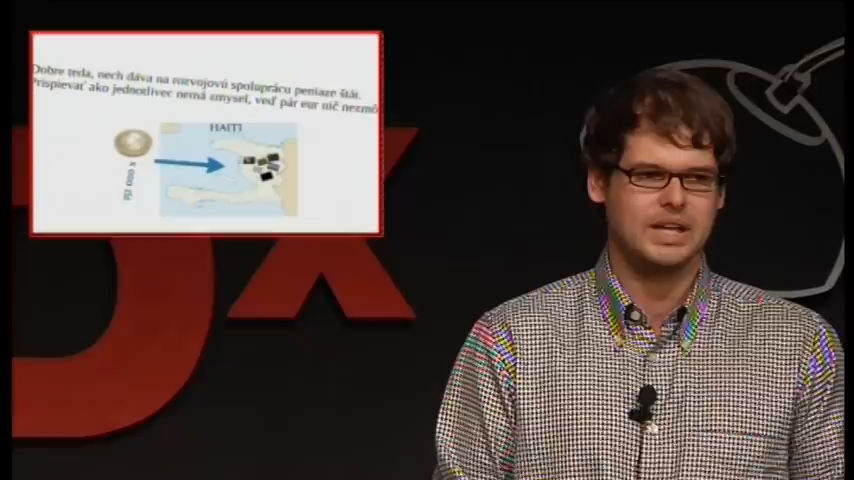 Dobre teda, nech dáva na rozvojovú spoluprácu peniaze štát.
Prispievať ako jednotlivec nemá zmysel, veď pár eur nič nezmô
HAITI
x 000
x